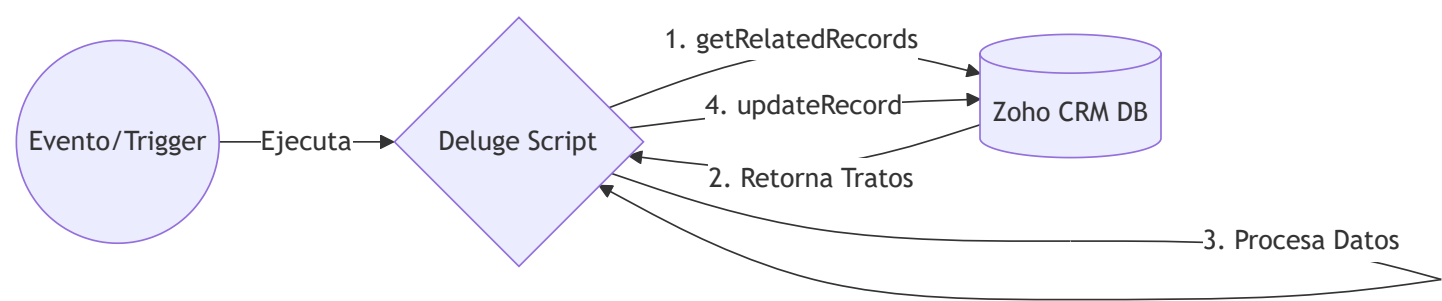 1. getRelatedRecords
4. updateRecord
Zoho CRM DB
Evento/Trigger
Ejecuta
Deluge Script
2. Retorna Tratos
3. Procesa Datos